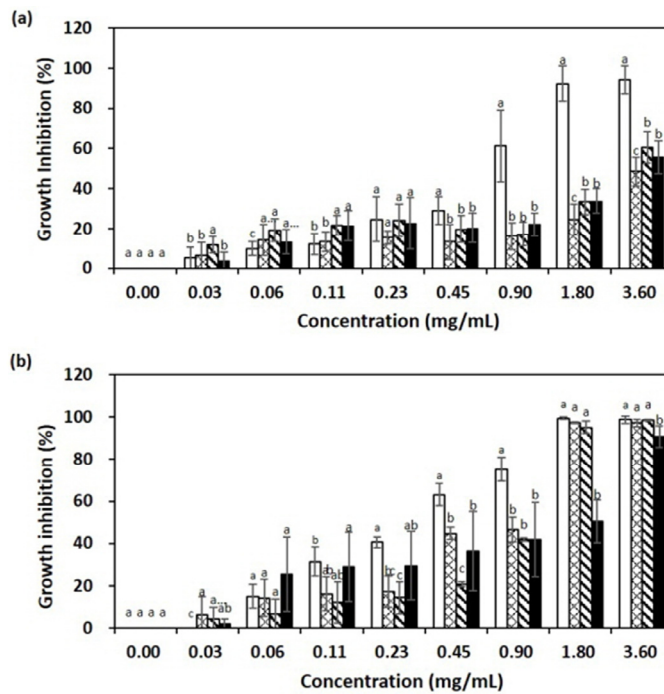 (a)
Growth Inhibition (%)
120
100
80
60
40
20
0
a a a a
b b a b
c a... a a...
b b a a
a a a a
a b b b
a b b b
a c b b
a c b b
0.00 0.03 0.06 0.11 0.23 0.45 0.90 1.80 3.60
Concentration (mg/mL)
(b)
Growth inhibition (%)
120
100
80
60
40
20
0
a a a a
c a a... ab
a a a a
b ab ab a
a bc c ab
a b c b
a b b b
a a a b
a a a b
0.00 0.03 0.06 0.11 0.23 0.45 0.90 1.80 3.60
Concentration (mg/mL)